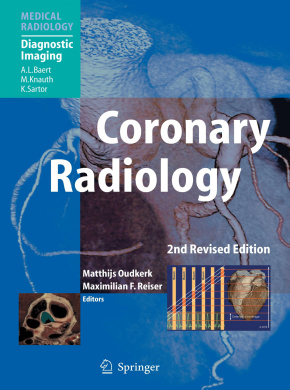 MEDICAL
RADIOLOGY
Diagnostic
Imaging
A.L.Baert
M.Knauth
K.Sartor
Coronary
Radiology
2nd Revised Edition
Matthijs Oudkerk
Maximilian F. Reiser
Editors
Springer